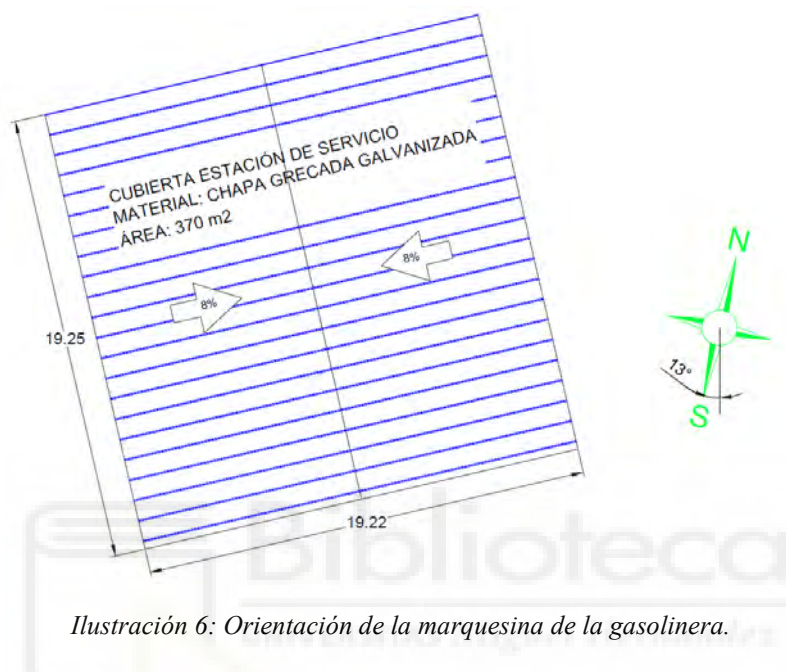 CUBIERTA ESTACIÓN DE SERVICIO
MATERIAL: CHAPA GRECADA GALVANIZADA
ÁREA: 370 m2
8%
8%
19.25
19.22
N
13°
S
Biblioteca
Ilustración 6: Orientación de la marquesina de la gasolinera.